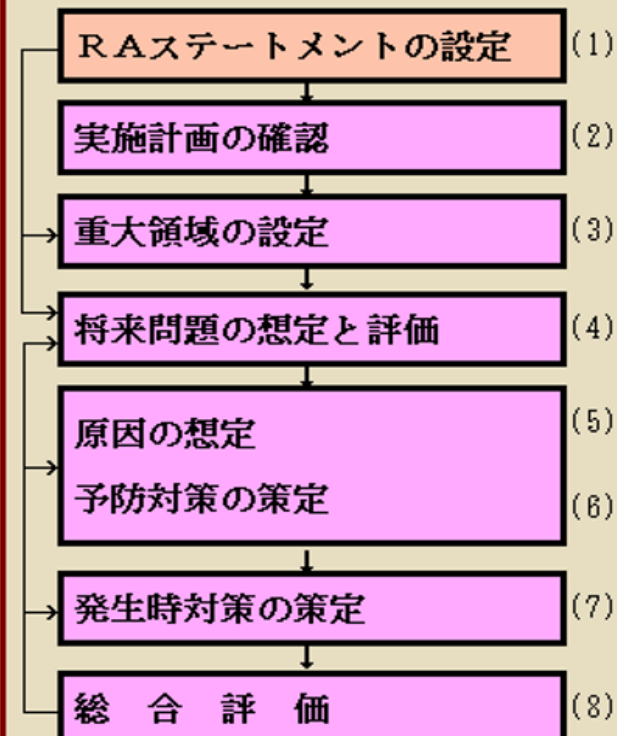 RAステートメントの設定 (1)
実施計画の確認 (2)
重大領域の設定 (3)
将来問題の想定と評価 (4)
原因の想定 (5)
予防対策の策定 (6)
発生時対策の策定 (7)
総 合 評 価 (8)